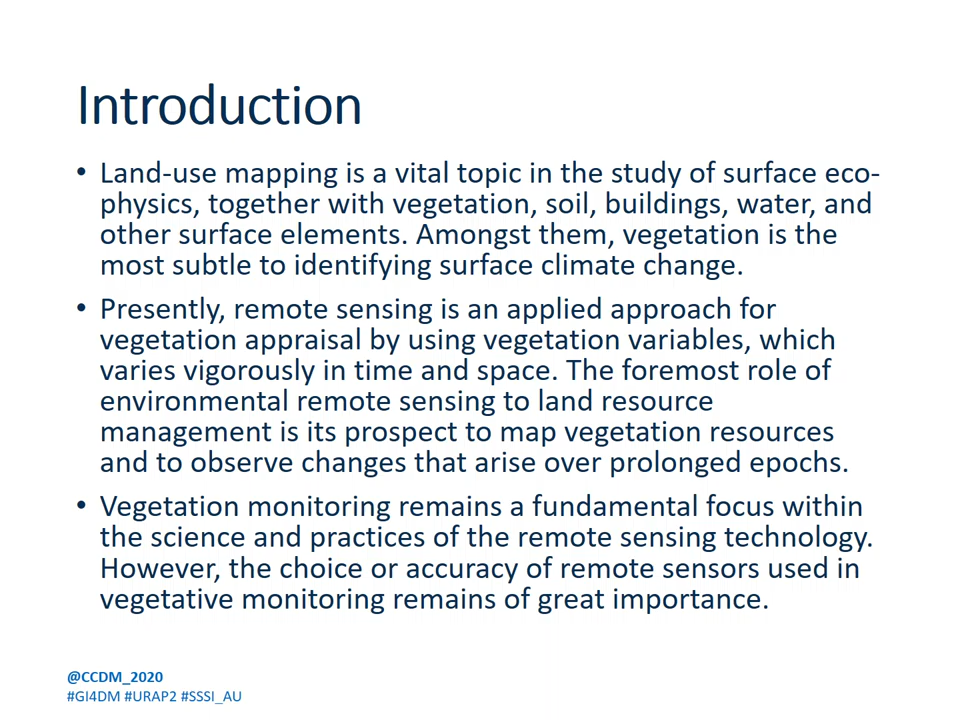 Introduction
• Land-use mapping is a vital topic in the study of surface eco-
physics, together with vegetation, soil, buildings, water, and
other surface elements. Amongst them, vegetation is the
most subtle to identifying surface climate change.
• Presently, remote sensing is an applied approach for
vegetation appraisal by using vegetation variables, which
varies vigorously in time and space. The foremost role of
environmental remote sensing to land resource
management is its prospect to map vegetation resources
and to observe changes that arise over prolonged epochs.
• Vegetation monitoring remains a fundamental focus within
the science and practices of the remote sensing technology.
However, the choice or accuracy of remote sensors used in
vegetative monitoring remains of great importance.
@CCDM_2020
#GI4DM #URAP2 #SSSI_AU